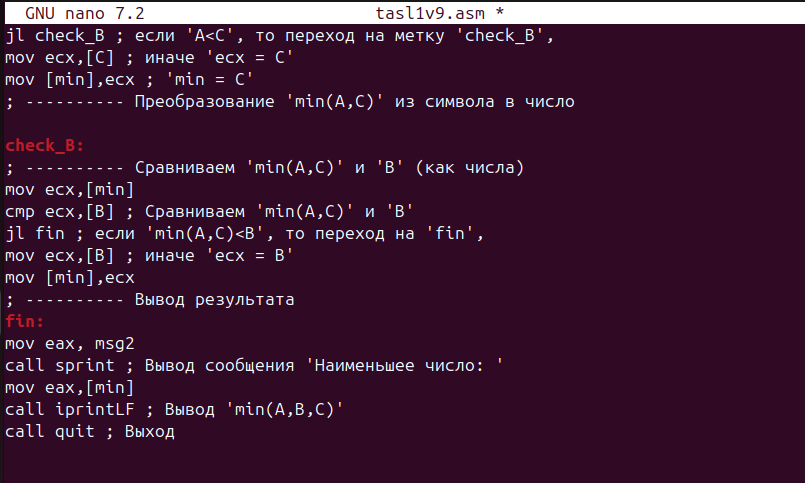 GNU nano 7.2 tasl1v9.asm *
jl check_B ; если 'A<C', то переход на метку 'check_B',
mov ecx,[C] ; иначе 'ecx = C'
mov [min],ecx ; 'min = C'
; ---------- Преобразование 'min(A,C)' из символа в число
check_B:
; ---------- Сравниваем 'min(A,C)' и 'B' (как числа)
mov ecx,[min]
cmp ecx,[B] ; Сравниваем 'min(A,C)' и 'B'
jl fin ; если 'min(A,C)<B', то переход на 'fin',
mov ecx,[B] ; иначе 'ecx = B'
mov [min],ecx
; ---------- Вывод результата
fin:
mov eax, msg2
call sprint ; Вывод сообщения 'Наименьшее число: '
mov eax,[min]
call iprintLF ; Вывод 'min(A,B,C)'
call quit ; Выход